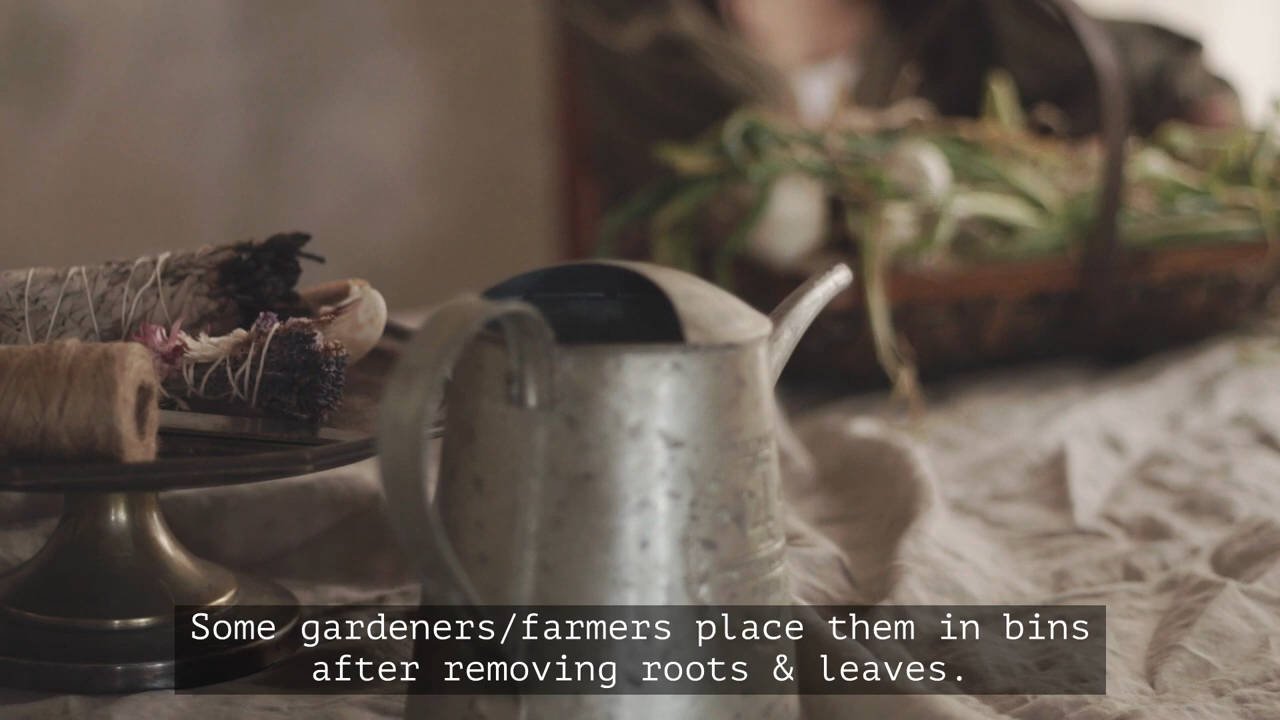 Some gardeners/farmers place them in bins
after removing roots & leaves.